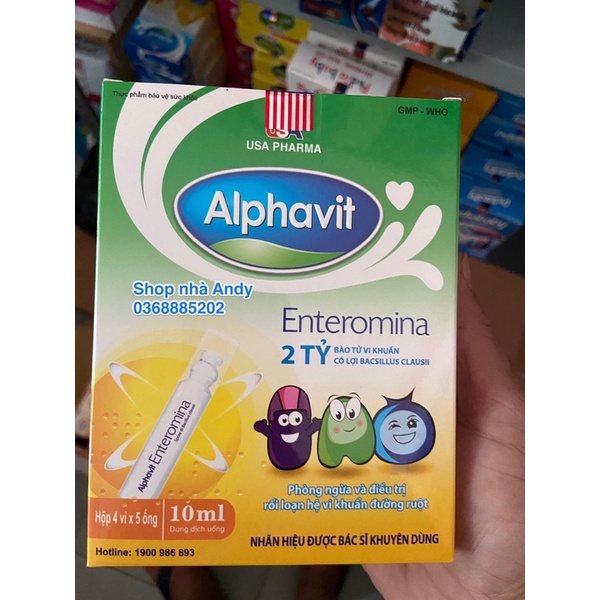 Thực phẩm bảo vệ sức khỏe
GMP - WHO
USA PHARMA
Alphavit
Shop nhà Andy
0368885202
Enteromina
2 TỶ
BÀO TỬ VI KHUẨN
CÓ LỢI BACSILLUS CLAUSII
Alphavit Enteromina
Phòng ngừa và điều trị
rối loạn hệ vi khuẩn đường ruột
Hộp 4 vỉ x 5 ống
10ml
Dung dịch uống
Hotline: 1900 986 893
NHÃN HIỆU ĐƯỢC BÁC SĨ KHUYÊN DÙNG